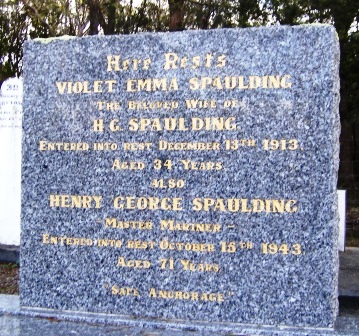 Here Rests
VIOLET EMMA SPAULDING
THE BELOVED WIFE OF
H. G. SPAULDING.
ENTERED INTO REST DECEMBER 13TH 1913.
AGED 34 YEARS
ALSO
HENRY GEORGE SPAULDING
MASTER MARINER –
ENTERED INTO REST OCTOBER 15TH 1943.
AGED 71 YEARS.
"SAFE ANCHORAGE"